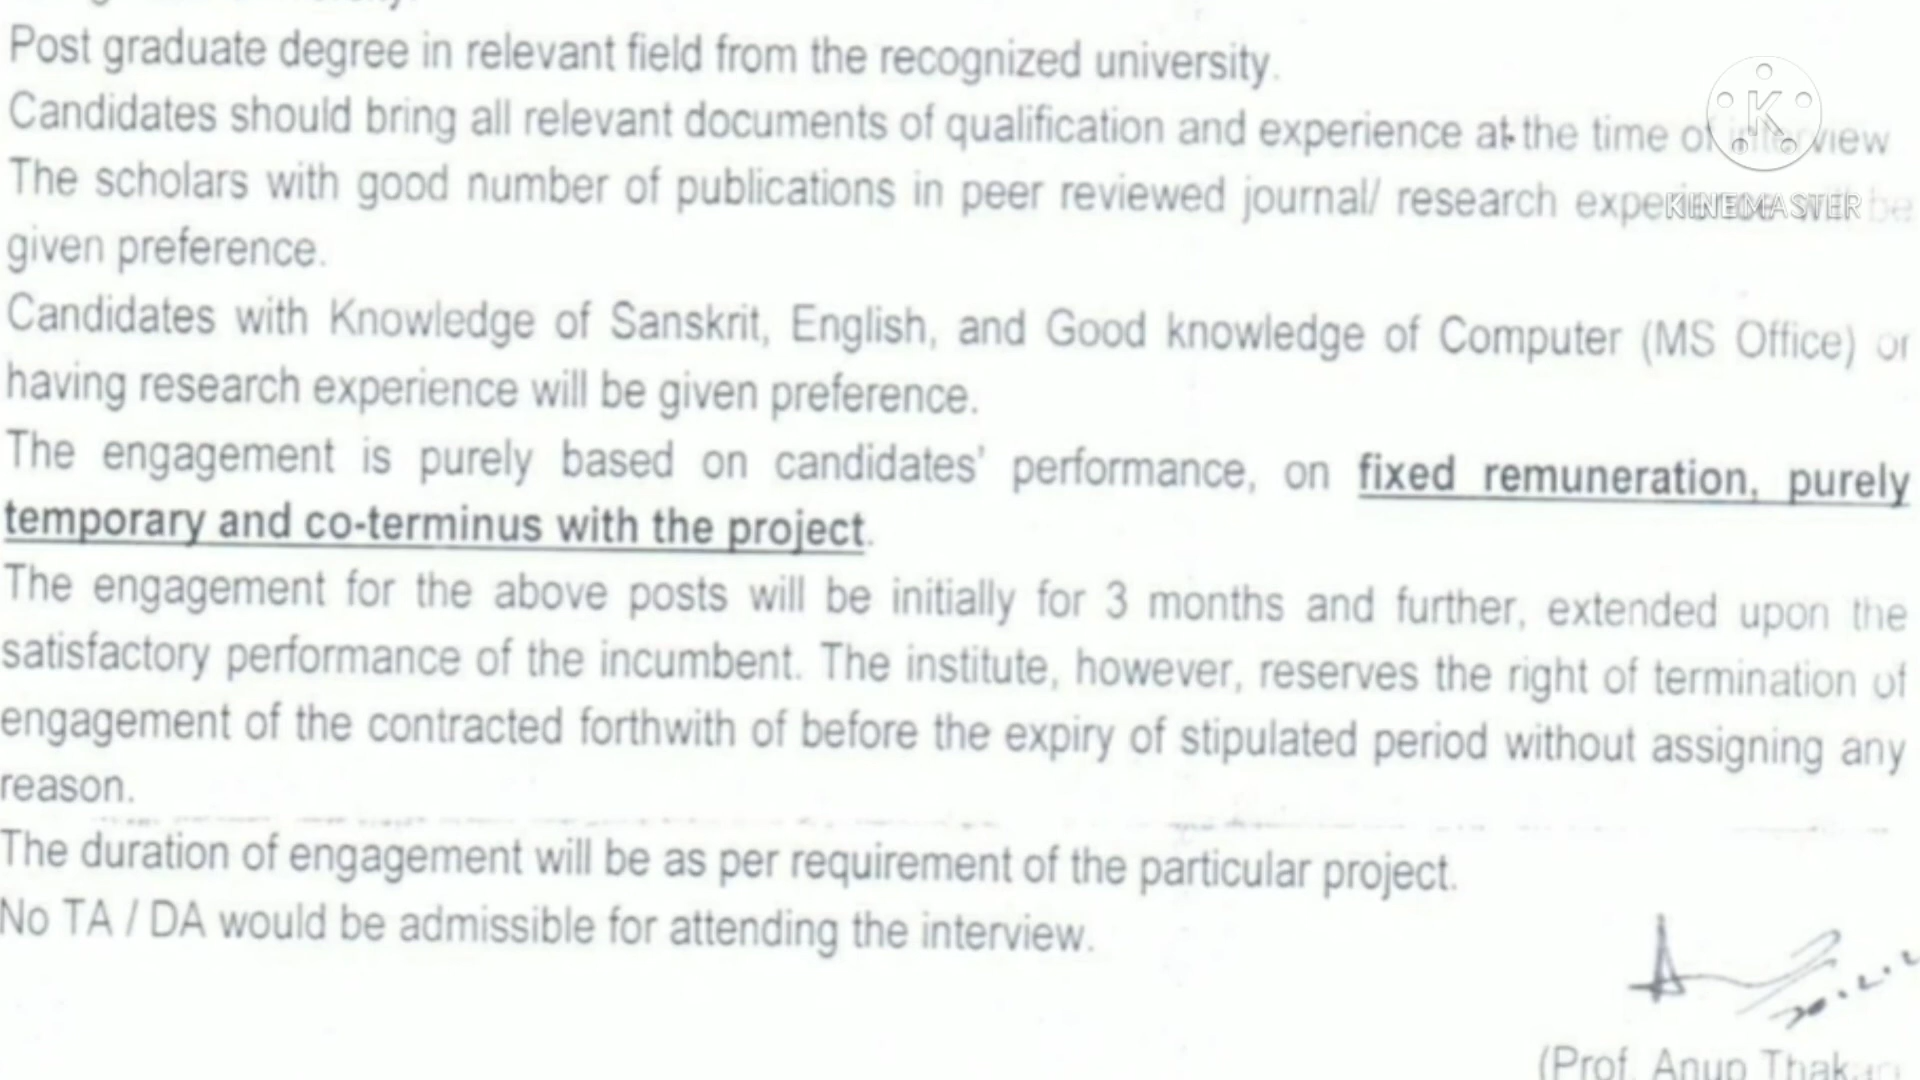 Post graduate degree in relevant field from the recognized university.
Candidates should bring all relevant documents of qualification and experience at the time of interview
The scholars with good number of publications in peer reviewed journal/ research experience will be
KINEMASTER
given preference.
Candidates with Knowledge of Sanskrit, English, and Good knowledge of Computer (MS Office) or
having research experience will be given preference.
The engagement is purely based on candidates' performance, on fixed remuneration, purely
temporary and co-terminus with the project.
The engagement for the above posts will be initially for 3 months and further, extended upon the
satisfactory performance of the incumbent. The institute, however, reserves the right of termination of
engagement of the contracted forthwith of before the expiry of stipulated period without assigning any
reason.
The duration of engagement will be as per requirement of the particular project.
No TA / DA would be admissible for attending the interview.
(Prof. Anup